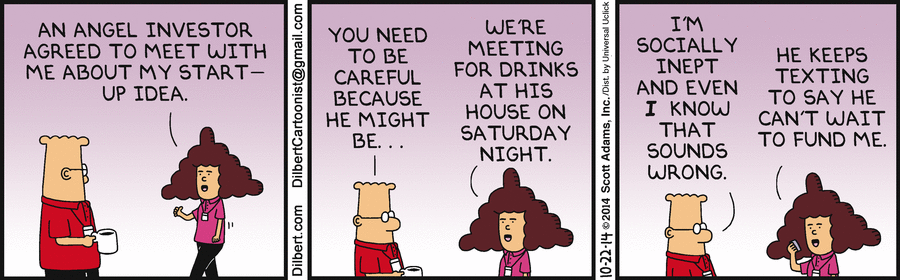 AN ANGEL INVESTOR
AGREED TO MEET WITH
ME ABOUT MY START-
UP IDEA.
DilbertCartoonist@gmail.com
Dilbert.com
YOU NEED
TO BE
CAREFUL
BECAUSE
HE MIGHT
BE...
WE'RE
MEETING
FOR DRINKS
AT HIS
HOUSE ON
SATURDAY
NIGHT.
10-22-14 © 2014 Scott Adams, Inc. /Dist. by Universal Uclick
I'M
SOCIALLY
INEPT
AND EVEN
I KNOW
THAT
SOUNDS
WRONG.
HE KEEPS
TEXTING
TO SAY HE
CAN'T WAIT
TO FUND ME.